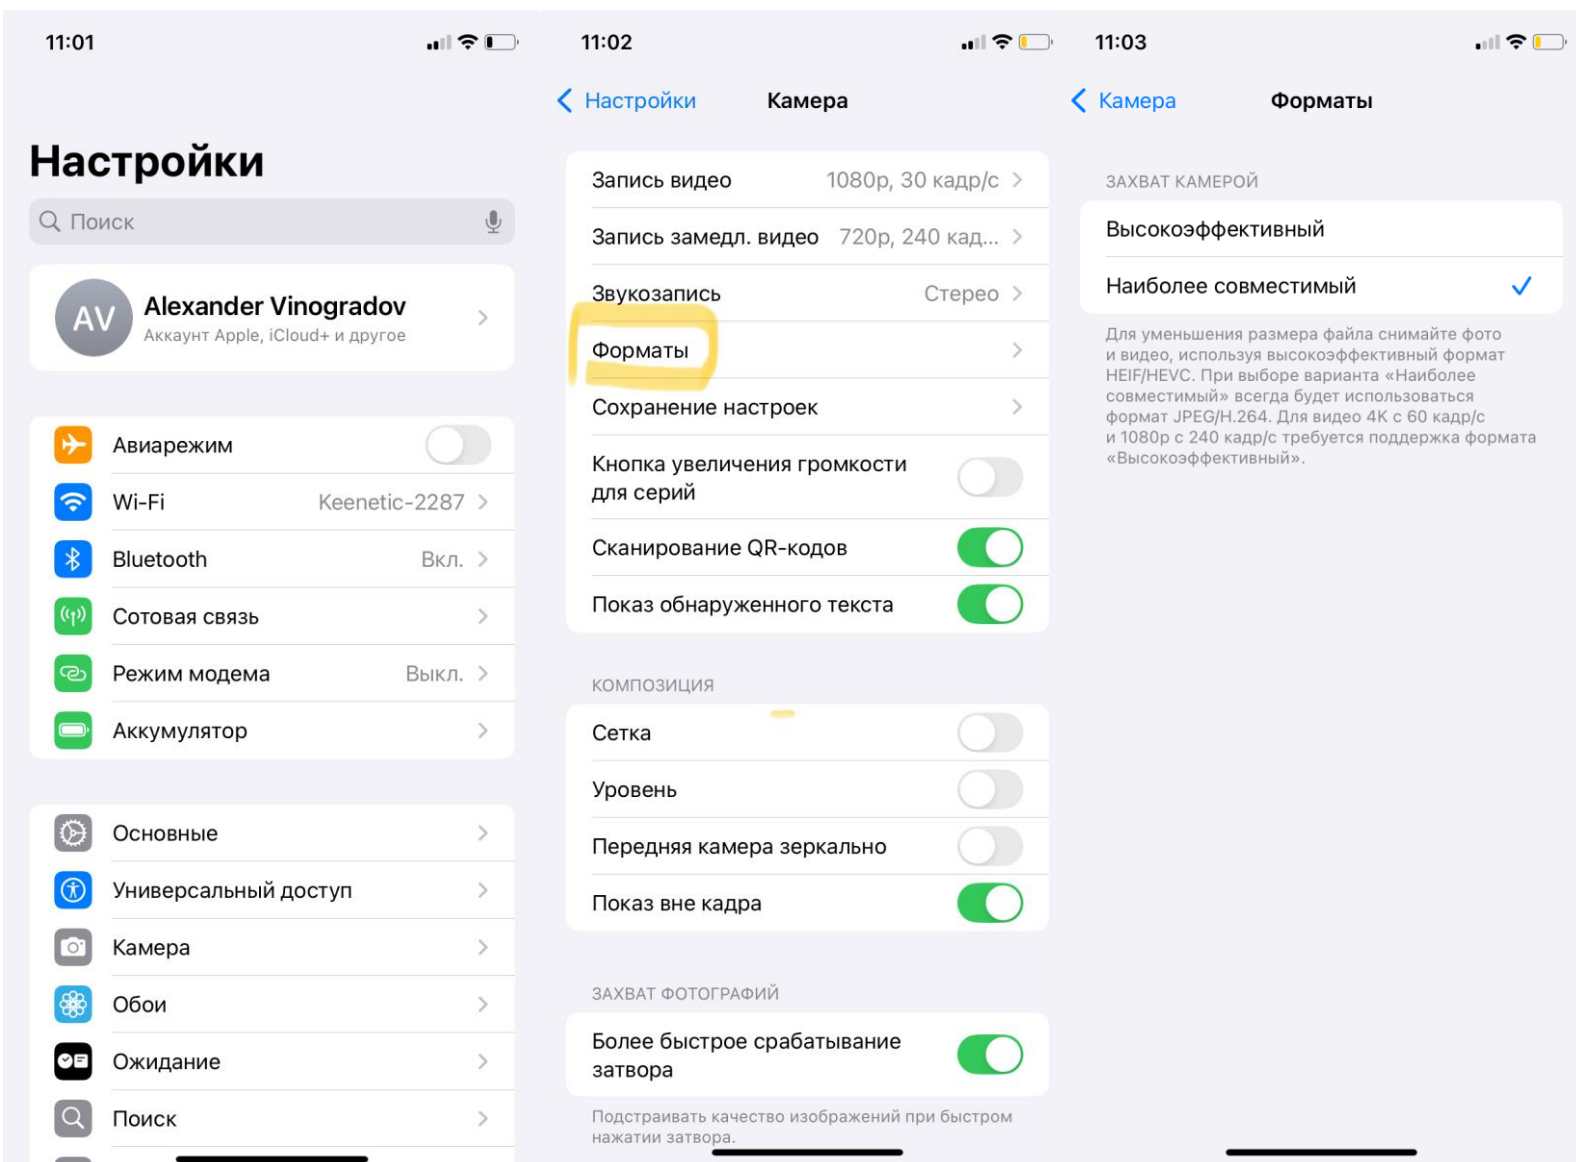 11:01
Настройки
Поиск
AV
Alexander Vinogradov
Аккаунт Apple, iCloud+ и другое
Авиарежим
Wi-Fi Keenetic-2287
Bluetooth Вкл.
Сотовая связь
Режим модема Выкл.
Аккумулятор
Основные
Универсальный доступ
Камера
Обои
Ожидание
Поиск
11:02
Настройки Камера
Запись видео 1080p, 30 кадр/с
Запись замедл. видео 720p, 240 кад...
Звукозапись Стерео
Форматы
Сохранение настроек
Кнопка увеличения громкости
для серий
Сканирование QR-кодов
Показ обнаруженного текста
КОМПОЗИЦИЯ
Сетка
Уровень
Передняя камера зеркально
Показ вне кадра
ЗАХВАТ ФОТОГРАФИЙ
Более быстрое срабатывание
затвора
Подстраивать качество изображений при быстром
нажатии затвора.
11:03
Камера Форматы
ЗАХВАТ КАМЕРОЙ
Высокоэффективный
Наиболее совместимый
Для уменьшения размера файла снимайте фото
и видео, используя высокоэффективный формат
HEIF/HEVC. При выборе варианта «Наиболее
совместимый» всегда будет использоваться
формат JPEG/H.264. Для видео 4K с 60 кадр/с
и 1080p с 240 кадр/с требуется поддержка формата
«Высокоэффективный».